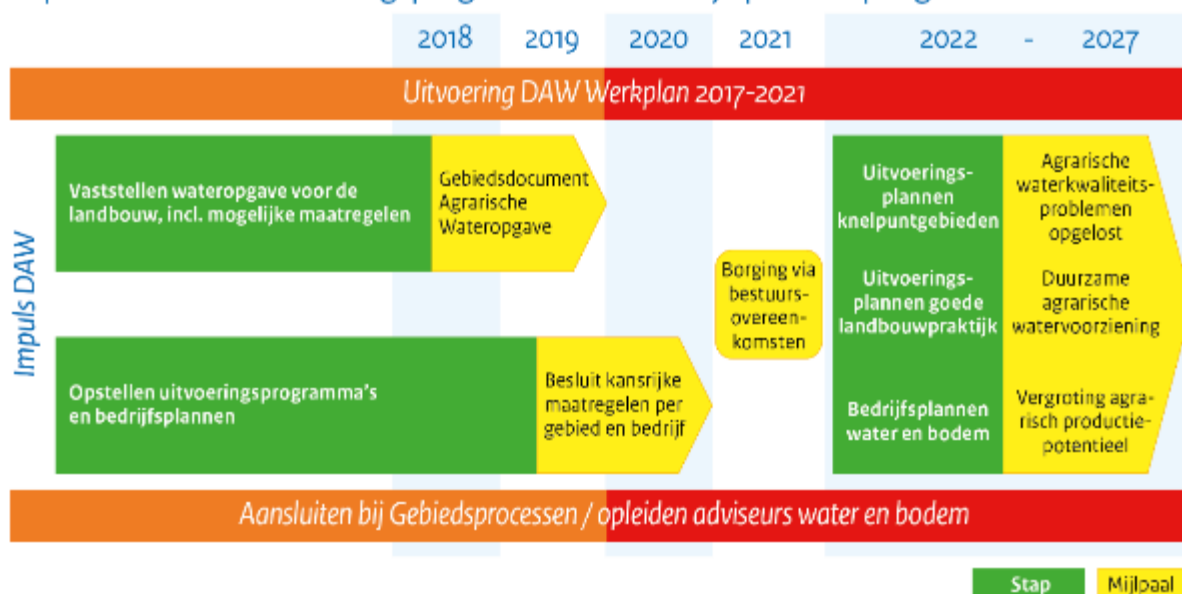 2018 2019 2020 2021 2022 - 2027
Uitvoering DAW Werkplan 2017-2021
Impuls DAW
Vaststellen wateropgave voor de
landbouw, incl. mogelijke maatregelen
Gebiedsdocument
Agrarische
Wateropgave
Opstellen uitvoeringsprogramma's
en bedrijfsplannen
Besluit kansrijke
maatregelen per
gebied en bedrijf
Borging via
bestuurs-
overeen-
komsten
Uitvoerings-
plannen
knelpuntgebieden
Uitvoerings-
plannen goede
landbouwpraktijk
Bedrijfsplannen
water en bodem
Agrarische
waterkwaliteits-
problemen
opgelost
Duurzame
agrarische
watervoorziening
Vergroting agra-
risch productie-
potentieel
Aansluiten bij Gebiedsprocessen / opleiden adviseurs water en bodem
Stap Mijlpaal